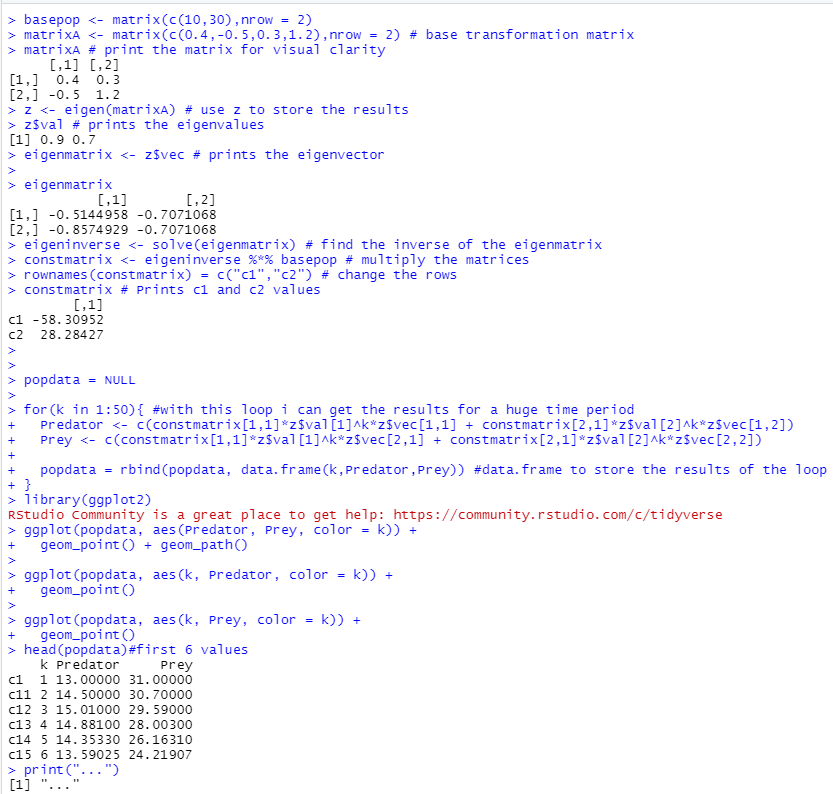 > basepop <- matrix(c(10,30),nrow = 2)
> matrixA <- matrix(c(0.4,-0.5,0.3,1.2),nrow = 2) # base transformation matrix
> matrixA # print the matrix for visual clarity
     [,1] [,2]
[1,]  0.4  0.3
[2,] -0.5  1.2
> z <- eigen(matrixA) # use z to store the results
> z$val # prints the eigenvalues
[1] 0.9 0.7
> eigenmatrix <- z$vec # prints the eigenvector
>
> eigenmatrix
           [,1]       [,2]
[1,] -0.5144958 -0.7071068
[2,] -0.8574929 -0.7071068
> eigeninverse <- solve(eigenmatrix) # find the inverse of the eigenmatrix
> constmatrix <- eigeninverse %*% basepop # multiply the matrices
> rownames(constmatrix) = c("c1","c2") # change the rows
> constmatrix # Prints c1 and c2 values
        [,1]
c1 -58.30952
c2  28.28427
>
>
> popdata = NULL
>
> for(k in 1:50){ #with this loop i can get the results for a huge time period
+   Predator <- c(constmatrix[1,1]*z$val[1]^k*z$vec[1,1] + constmatrix[2,1]*z$val[2]^k*z$vec[1,2])
+   Prey <- c(constmatrix[1,1]*z$val[1]^k*z$vec[2,1] + constmatrix[2,1]*z$val[2]^k*z$vec[2,2])
+
+   popdata = rbind(popdata, data.frame(k,Predator,Prey)) #data.frame to store the results of the loop
+ }
> library(ggplot2)
RStudio Community is a great place to get help: https://community.rstudio.com/c/tidyverse
> ggplot(popdata, aes(Predator, Prey, color = k)) +
+   geom_point() + geom_path()
>
> ggplot(popdata, aes(k, Predator, color = k)) +
+   geom_point()
>
> ggplot(popdata, aes(k, Prey, color = k)) +
+   geom_point()
> head(popdata)#first 6 values
    k Predator     Prey
c1  1 13.00000 31.00000
c11 2 14.50000 30.70000
c12 3 15.01000 29.59000
c13 4 14.88100 28.00300
c14 5 14.35330 26.16310
c15 6 13.59025 24.21907
> print("...")
[1] "..."